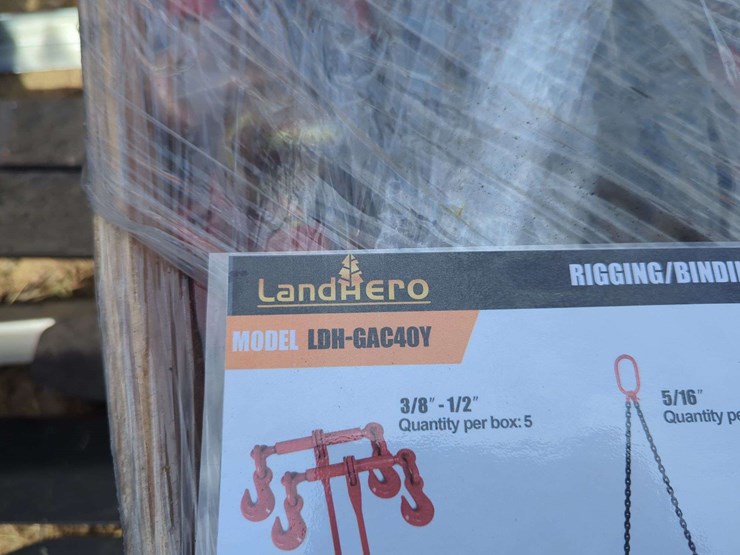 LandHero
RIGGING/BINDI
MODEL LDH-GAC40Y
3/8" - 1/2"
Quantity per box: 5
5/16"
Quantity pe